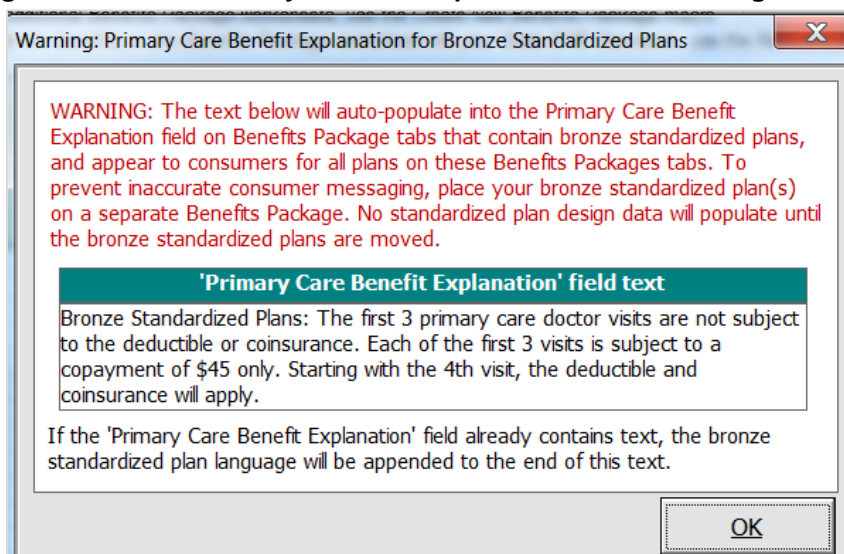 Warning: Primary Care Benefit Explanation for Bronze Standardized Plans
X
WARNING: The text below will auto-populate into the Primary Care Benefit
Explanation field on Benefits Package tabs that contain bronze standardized plans,
and appear to consumers for all plans on these Benefits Packages tabs. To
prevent inaccurate consumer messaging, place your bronze standardized plan(s)
on a separate Benefits Package. No standardized plan design data will populate until
the bronze standardized plans are moved.
'Primary Care Benefit Explanation' field text
Bronze Standardized Plans: The first 3 primary care doctor visits are not subject
to the deductible or coinsurance. Each of the first 3 visits is subject to a
copayment of $45 only. Starting with the 4th visit, the deductible and
coinsurance will apply.
If the 'Primary Care Benefit Explanation' field already contains text, the bronze
standardized plan language will be appended to the end of this text.
OK